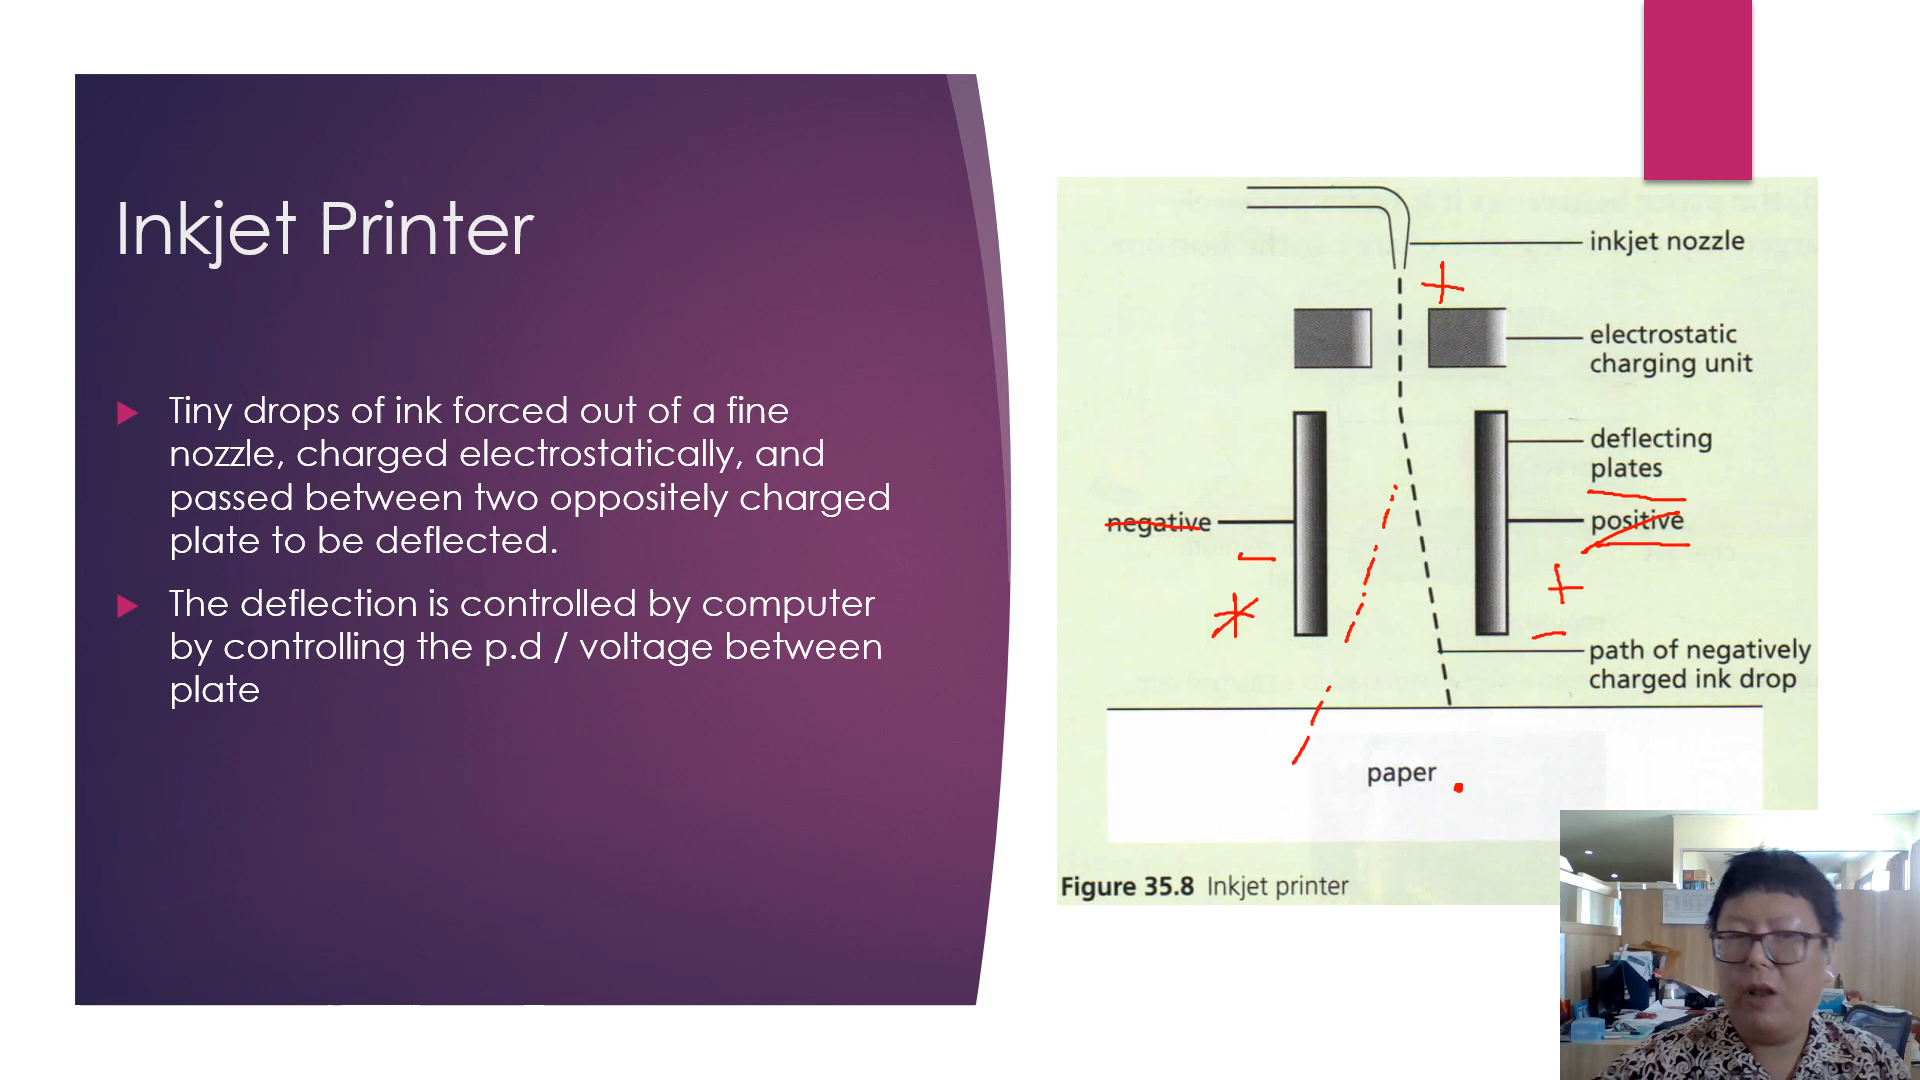 Inkjet Printer
Tiny drops of ink forced out of a fine
nozzle, charged electrostatically, and
passed between two oppositely charged
plate to be deflected.
The deflection is controlled by computer
by controlling the p.d / voltage between
plate
inkjet nozzle
+
electrostatic
charging unit
deflecting
plates
negative
positive
−
+
−
path of negatively
charged ink drop
paper
Figure 35.8 Inkjet printer